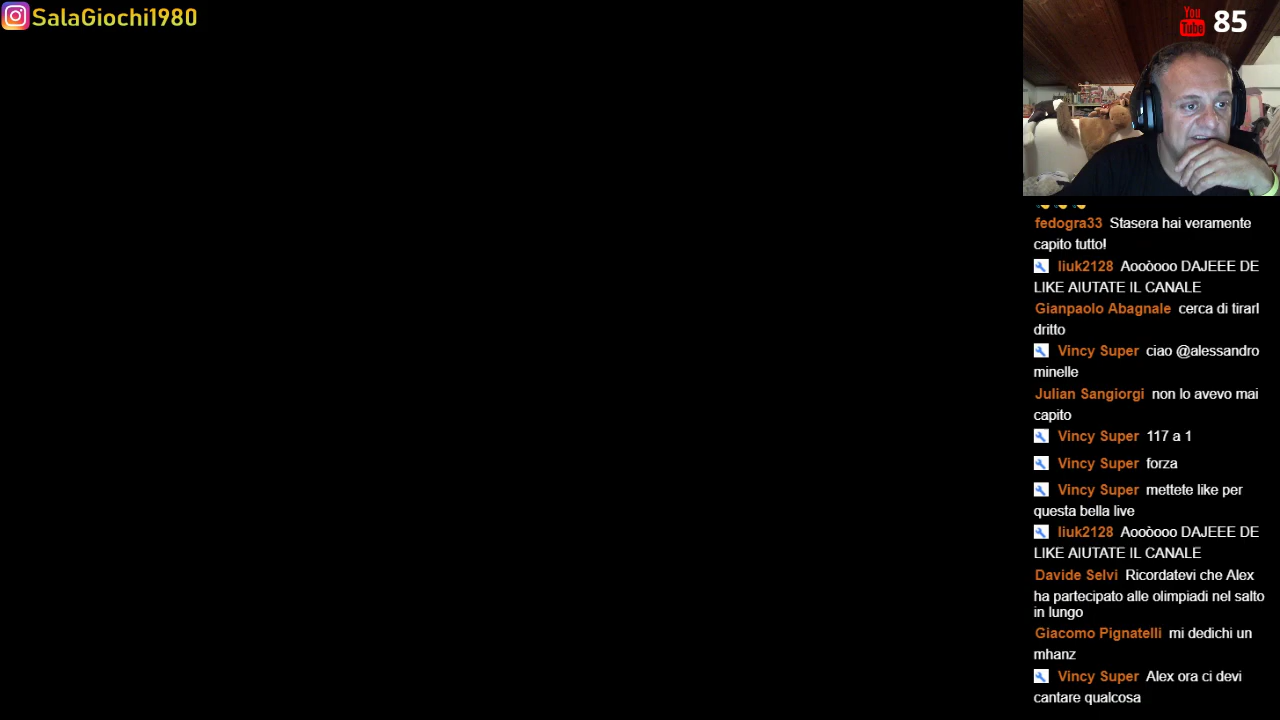 SalaGiochi1980
You
Tube 85
fedogra33 Stasera hai veramente
capito tutto!
liuk2128 Aooòooo DAJEEE DE
LIKE AIUTATE IL CANALE
Gianpaolo Abagnale cerca di tirarl
dritto
Vincy Super ciao @alessandro
minelle
Julian Sangiorgi non lo avevo mai
capito
Vincy Super 117 a 1
Vincy Super forza
Vincy Super mettete like per
questa bella live
liuk2128 Aooòooo DAJEEE DE
LIKE AIUTATE IL CANALE
Davide Selvi Ricordatevi che Alex
ha partecipato alle olimpiadi nel salto
in lungo
Giacomo Pignatelli mi dedichi un
mhanz
Vincy Super Alex ora ci devi
cantare qualcosa